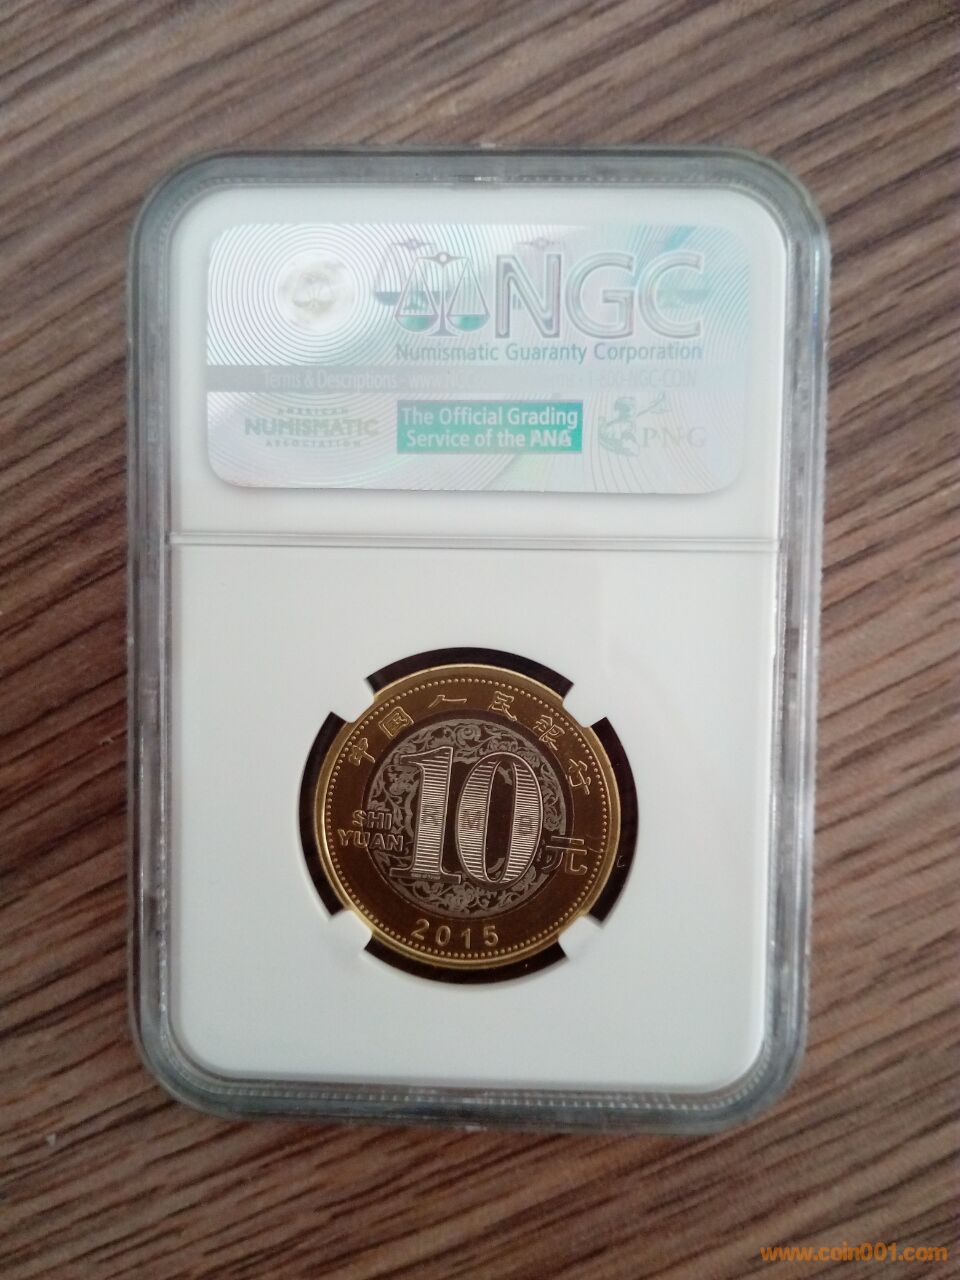 NGC
Numismatic Guaranty Corporation
Terms & Descriptions - www.NGC 1-800-NGC-COIN
AMERICAN
NUMISMATIC
ASSOCIATION
The Official Grading
Service of the
PNG
中国人民银行
10
RMB
SHI
YUAN
元
2015
www.coin001.com